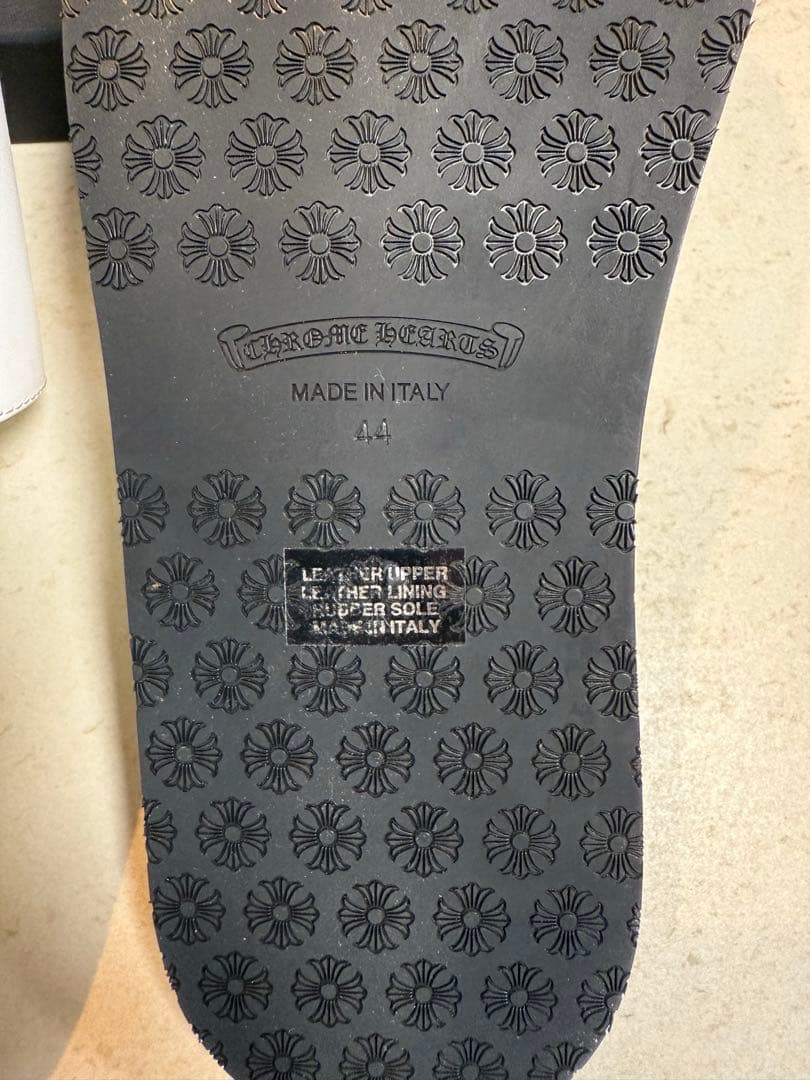 CHROME HEARTS
MADE IN ITALY
44
LEATHER UPPER
LEATHER LINING
RUBBER SOLE
MADE IN ITALY